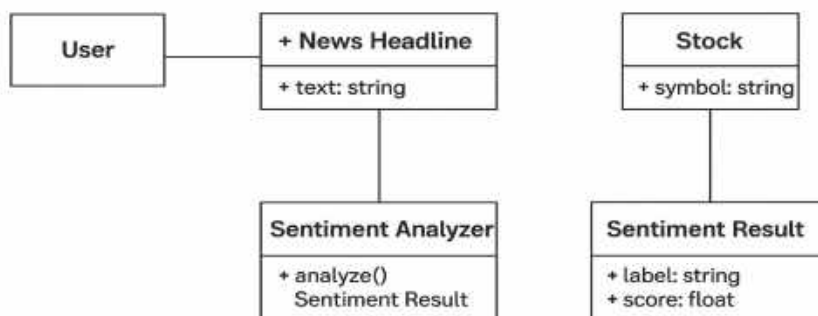 User
+ News Headline
+ text: string
Stock
+ symbol: string
Sentiment Analyzer
+ analyze()
Sentiment Result
Sentiment Result
+ label: string
+ score: float